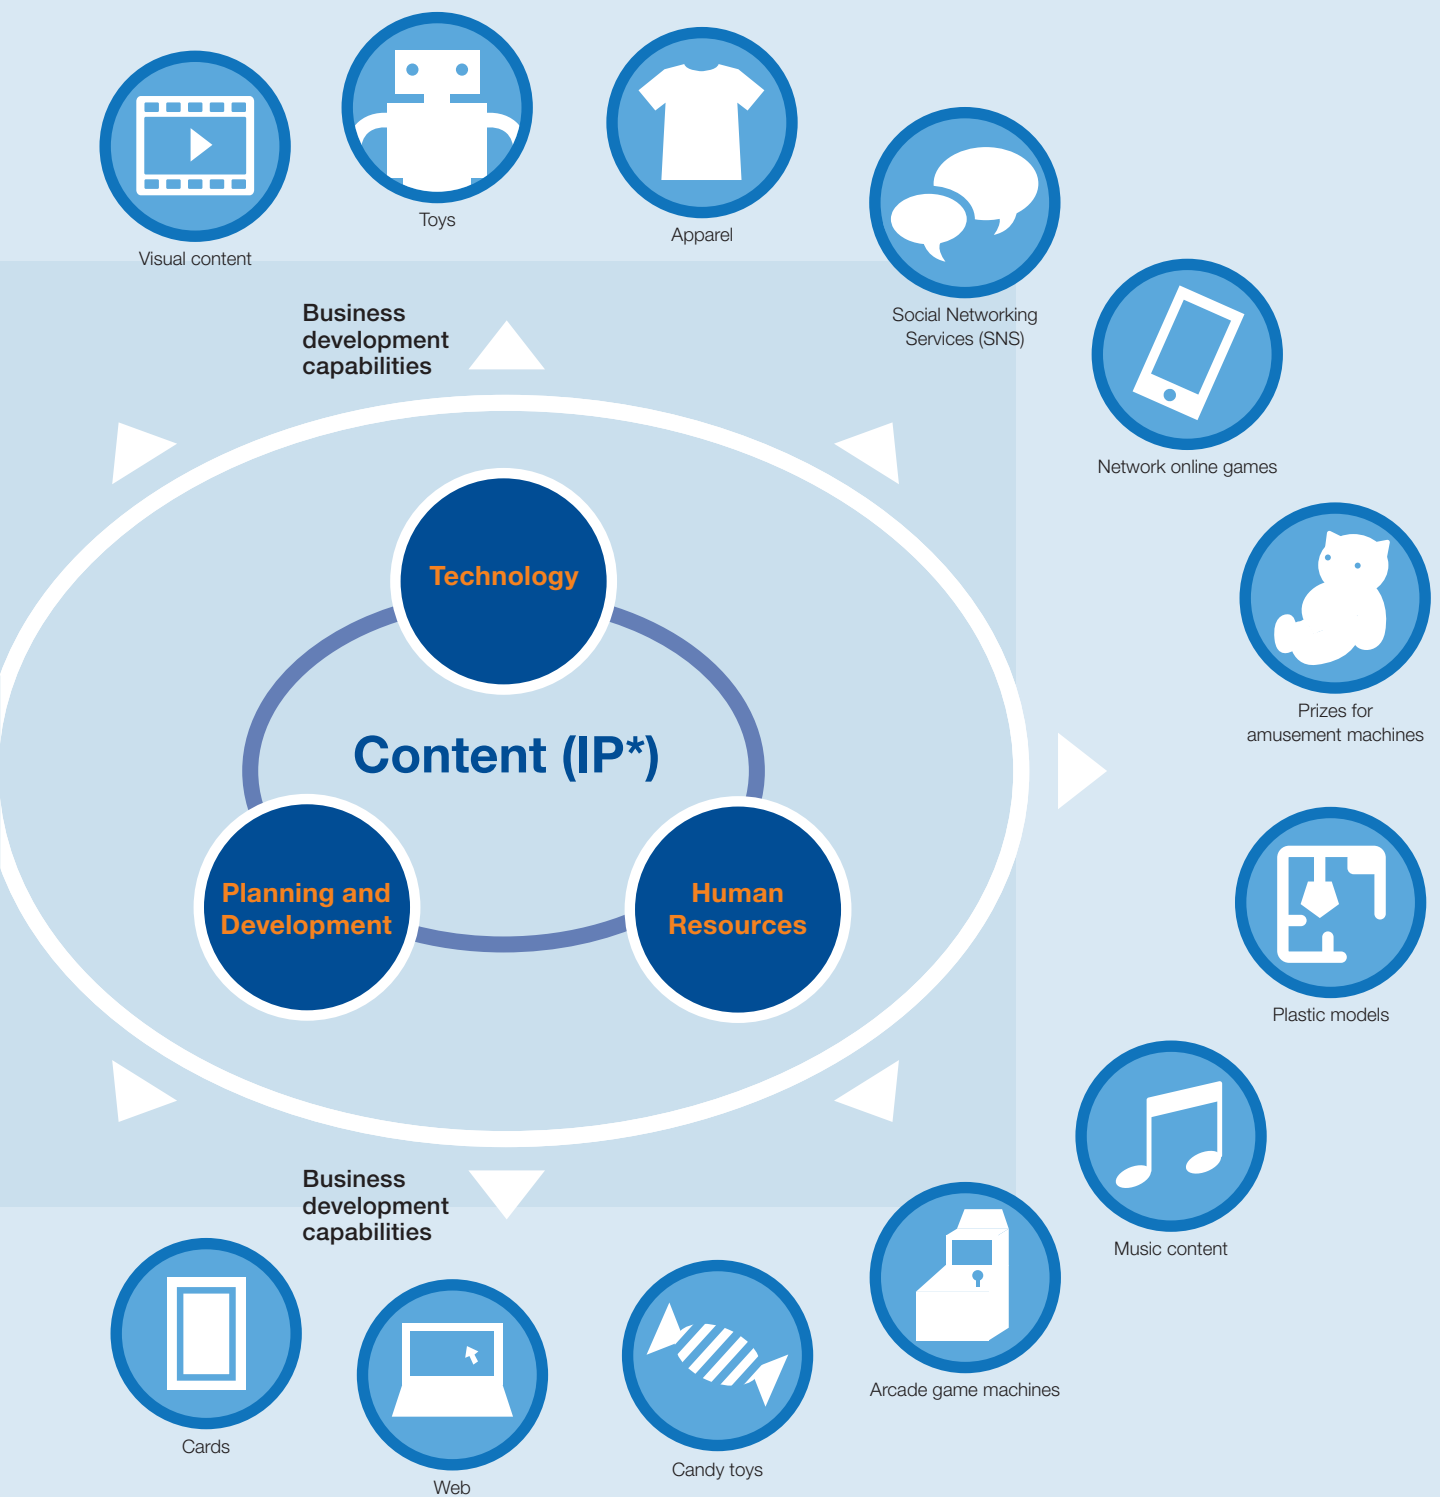 Toys
Apparel
Visual content
Social Networking
Services (SNS)
Business
development
capabilities
Network online games
Technology
Prizes for
amusement machines
Content (IP*)
Planning and
Development
Human
Resources
Plastic models
Business
development
capabilities
Music content
Arcade game machines
Cards
Candy toys
Web